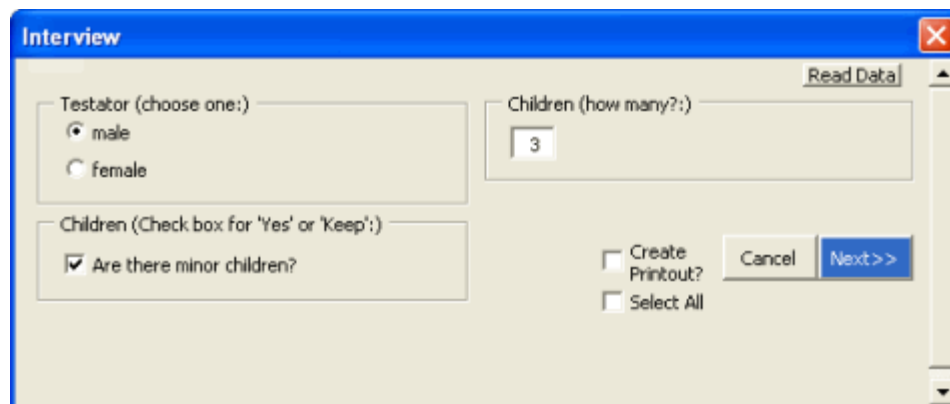 Interview
Read Data
Testator (choose one:)
male
female
Children (how many?:)
3
Children (Check box for 'Yes' or 'Keep':)
Are there minor children?
Create
Printout?
Select All
Cancel
Next>>